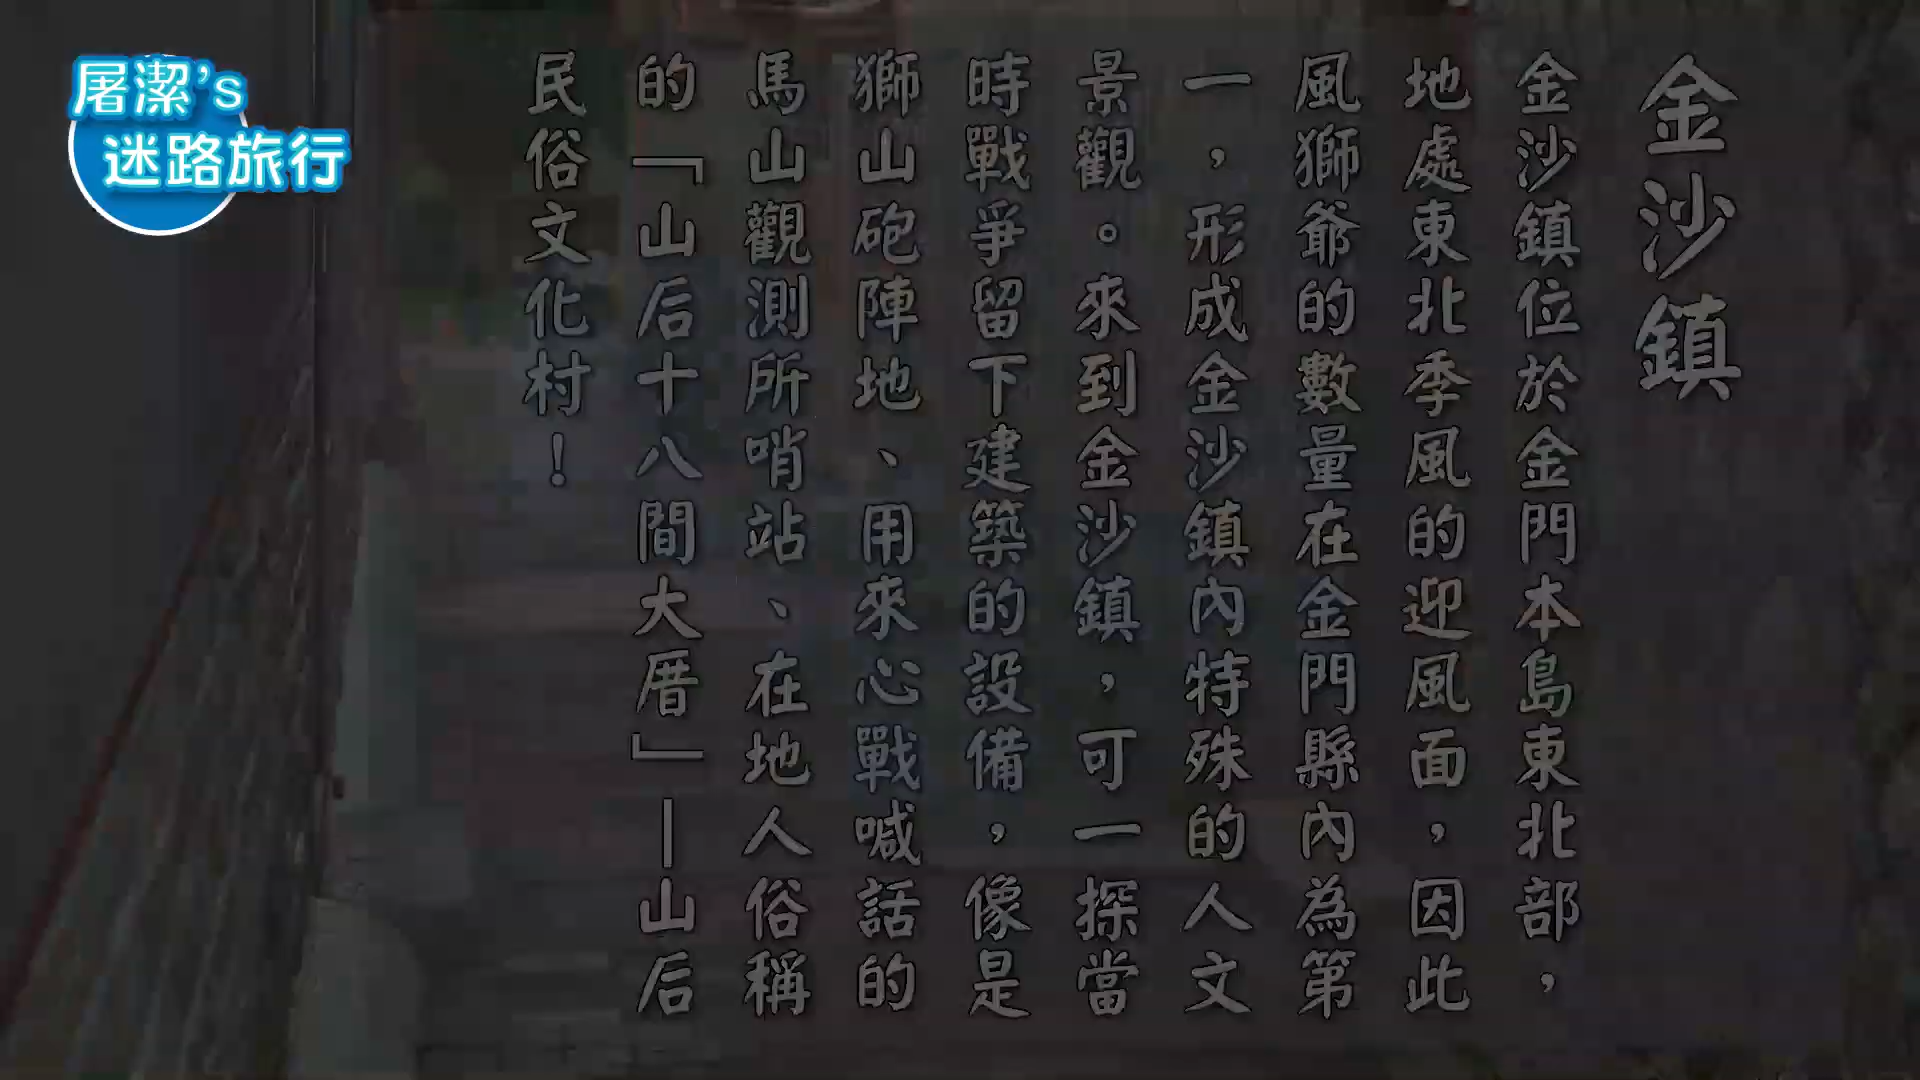 屠潔's
迷路旅行
金沙鎮
金沙鎮位於金門本島東北部，
地處東北季風的迎風面，因此
風獅爺的數量在金門縣內為第
一，形成金沙鎮內特殊的人文
景觀。來到金沙鎮，可一探當
時戰爭留下建築的設備，像是
獅山砲陣地、用來心戰喊話的
馬山觀測所哨站、在地人俗稱
的「山后十八間大厝」—山后
民俗文化村！